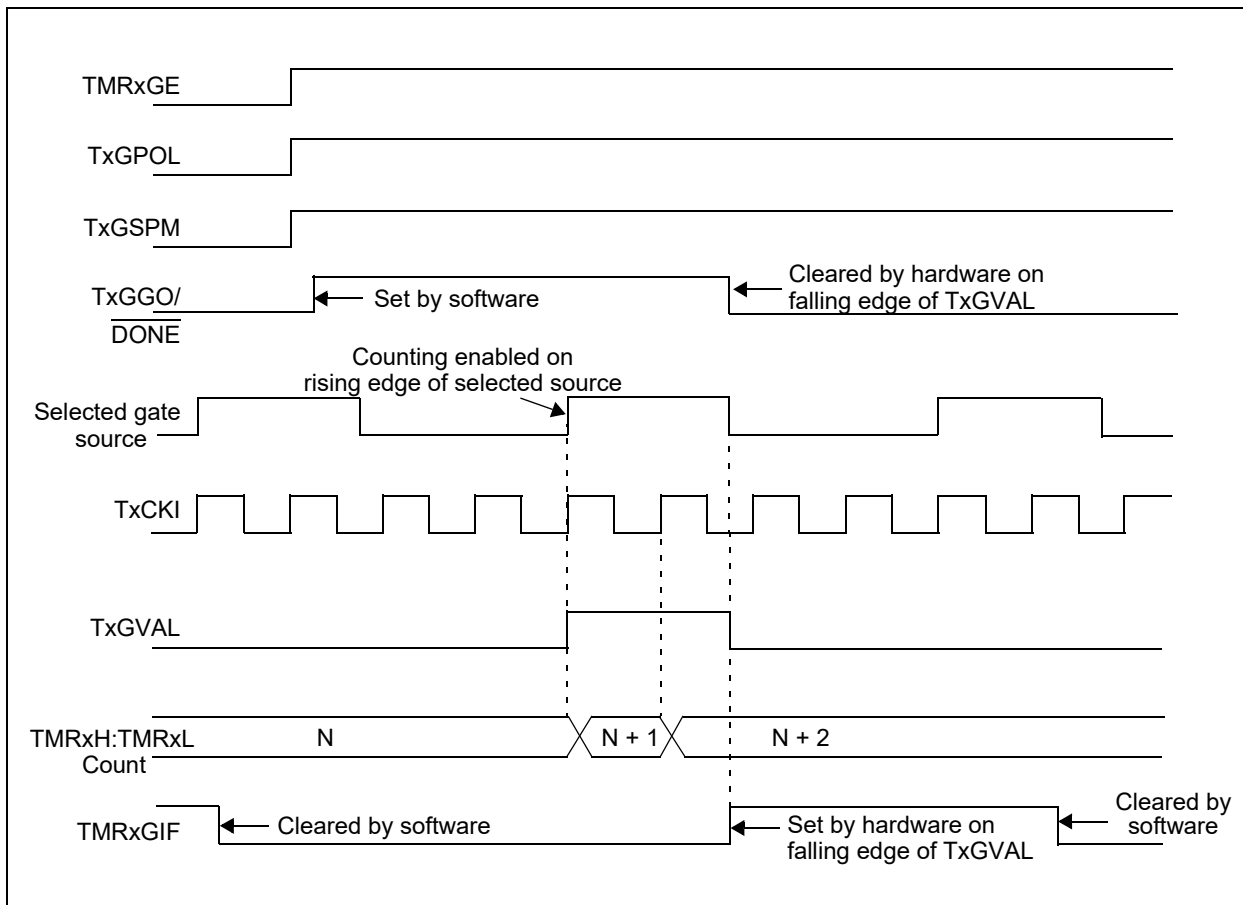 TMRxGE
TxGPOL
TxGSPM
TxGGO/
DONE
Set by software
Cleared by hardware on
falling edge of TxGVAL
Counting enabled on
rising edge of selected source
Selected gate
source
TxCKI
TxGVAL
TMRxH:TMRxL
Count
N
N + 1
N + 2
TMRxGIF
Cleared by software
Set by hardware on
falling edge of TxGVAL
Cleared by
software